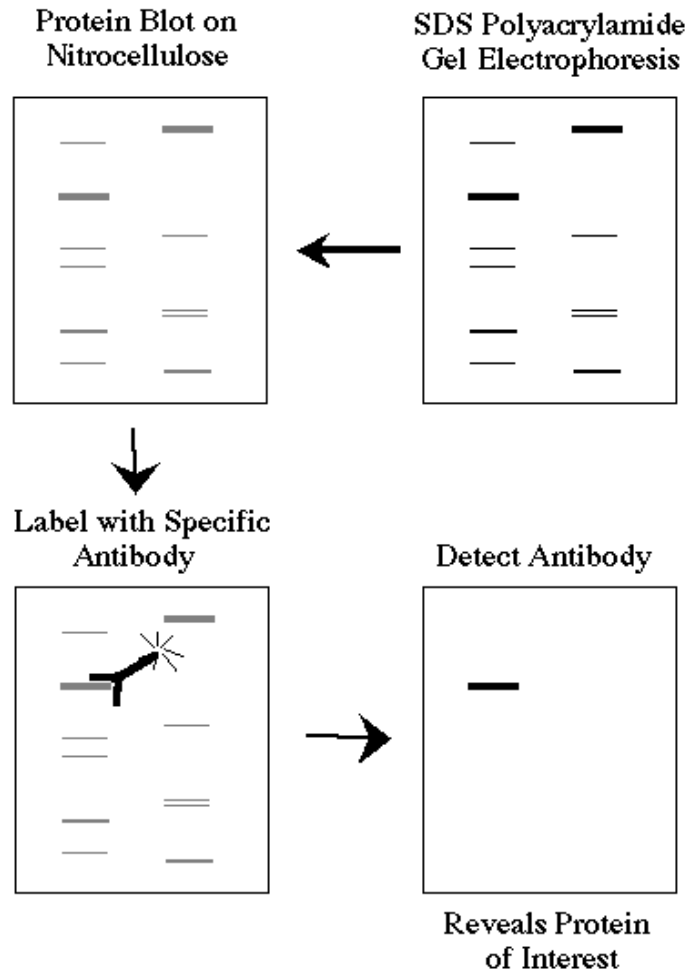 Protein Blot on
Nitrocellulose
SDS Polyacrylamide
Gel Electrophoresis
Label with Specific
Antibody
Detect Antibody
Reveals Protein
of Interest